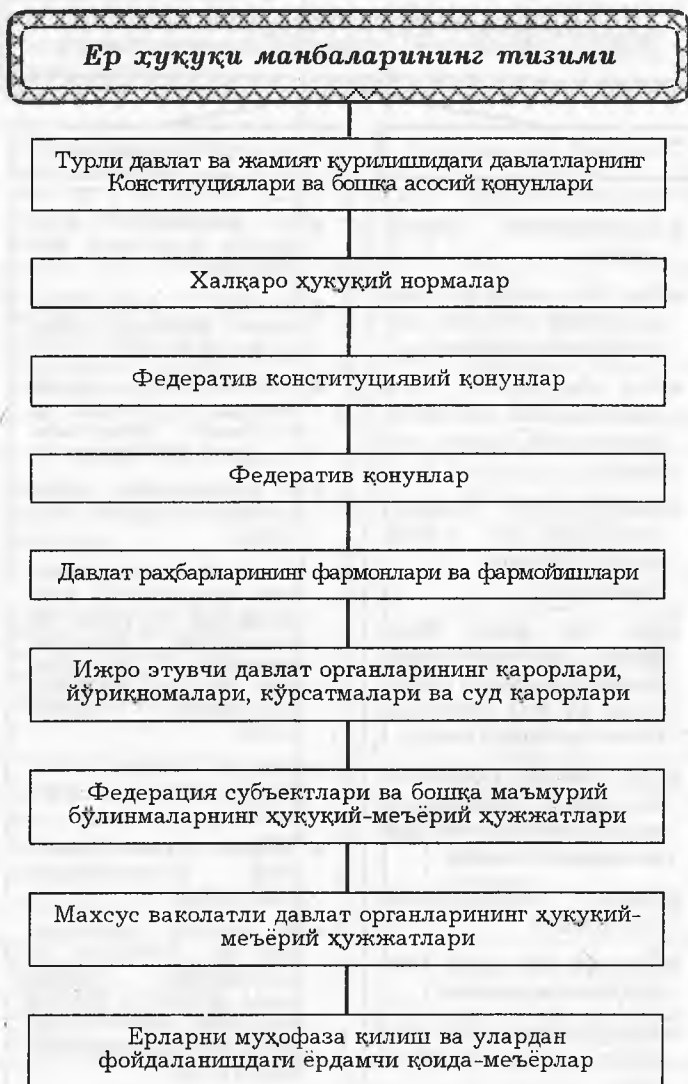 Ер ҳуқуқи манбаларининг тизими
Турли давлат ва жамият қурилишидаги давлатларнинг
Конституциялари ва бошқа асосий қонунлари
Халқаро ҳуқуқий нормалар
Федератив конституциявий қонунлар
Федератив қонунлар
Давлат раҳбарларининг фармонлари ва фармойишлари
Ижро этувчи давлат органларининг қарорлари,
йўриқномалари, кўрсатмалари ва суд қарорлари
Федерация субъектлари ва бошқа маъмурий
бўлинмаларнинг ҳуқуқий-меъёрий ҳужжатлари
Махсус ваколатли давлат органларининг ҳуқуқий-
меъёрий ҳужжатлари
Ерларни муҳофаза қилиш ва улардан
фойдаланишдаги ёрдамчи қоида-меъёрлар